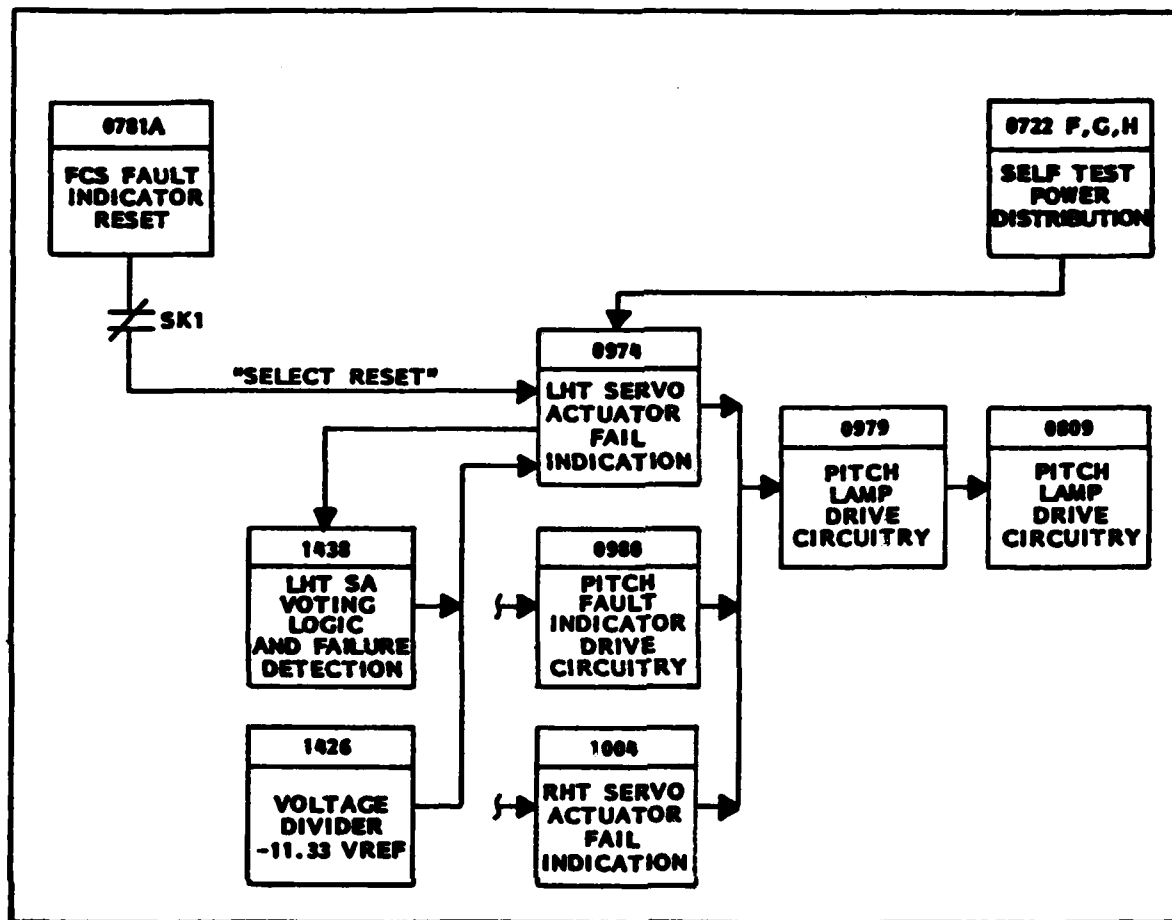 0781A
FCS FAULT
INDICATOR
RESET
0722 F,G,H
SELF TEST
POWER
DISTRIBUTION
SK1
"SELECT RESET"
0974
LHT SERVO
ACTUATOR
FAIL
INDICATION
0979
PITCH
LAMP
DRIVE
CIRCUITRY
0809
PITCH
LAMP
DRIVE
CIRCUITRY
1438
LHT SA
VOTING
LOGIC
AND FAILURE
DETECTION
0986
PITCH
FAULT
INDICATOR
DRIVE
CIRCUITRY
1426
VOLTAGE
DIVIDER
-11.33 VREF
1004
RHT SERVO
ACTUATOR
FAIL
INDICATION